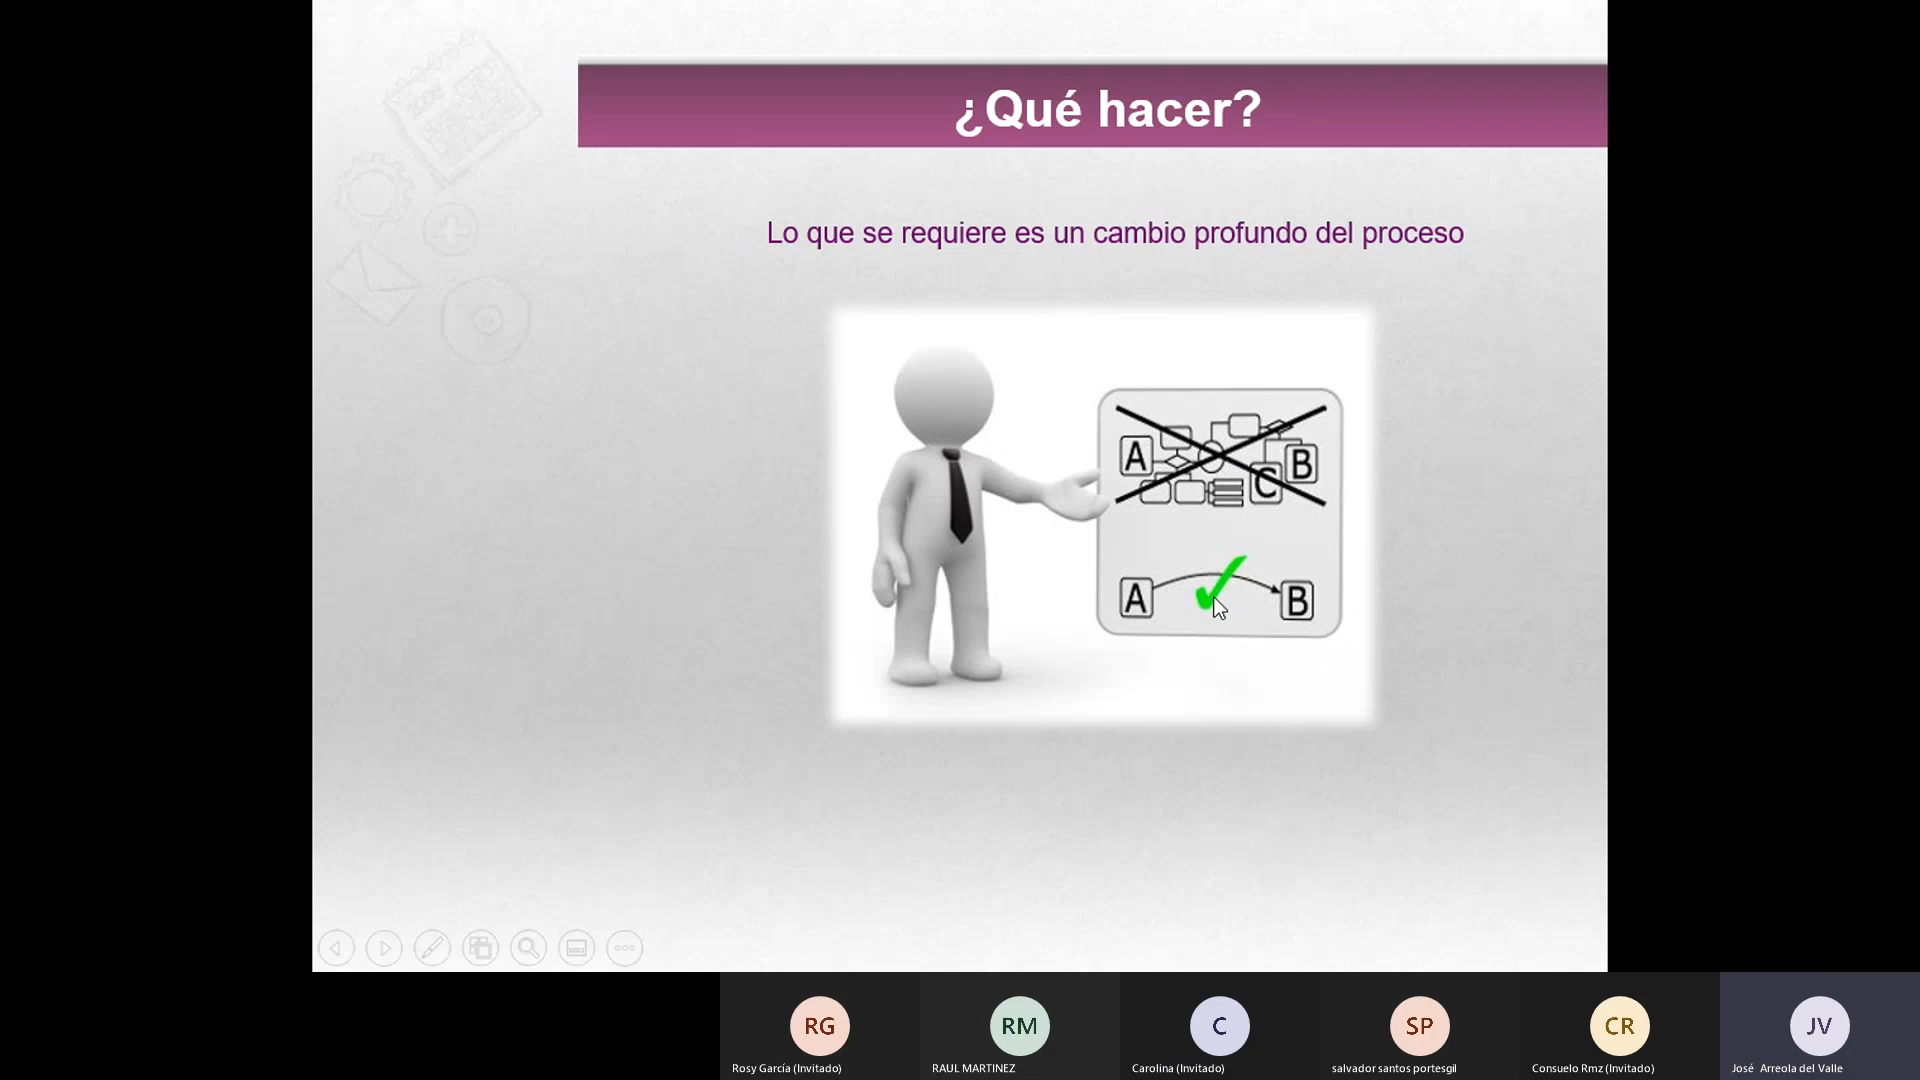 ¿Qué hacer?
Lo que se requiere es un cambio profundo del proceso
A
C
B
A
B
RG
RM
C
SP
CR
JV
Rosy García (Invitado)
RAUL MARTINEZ
Carolina (Invitado)
salvador santos portesgil
Consuelo Rmz (Invitado)
José Arreola del Valle